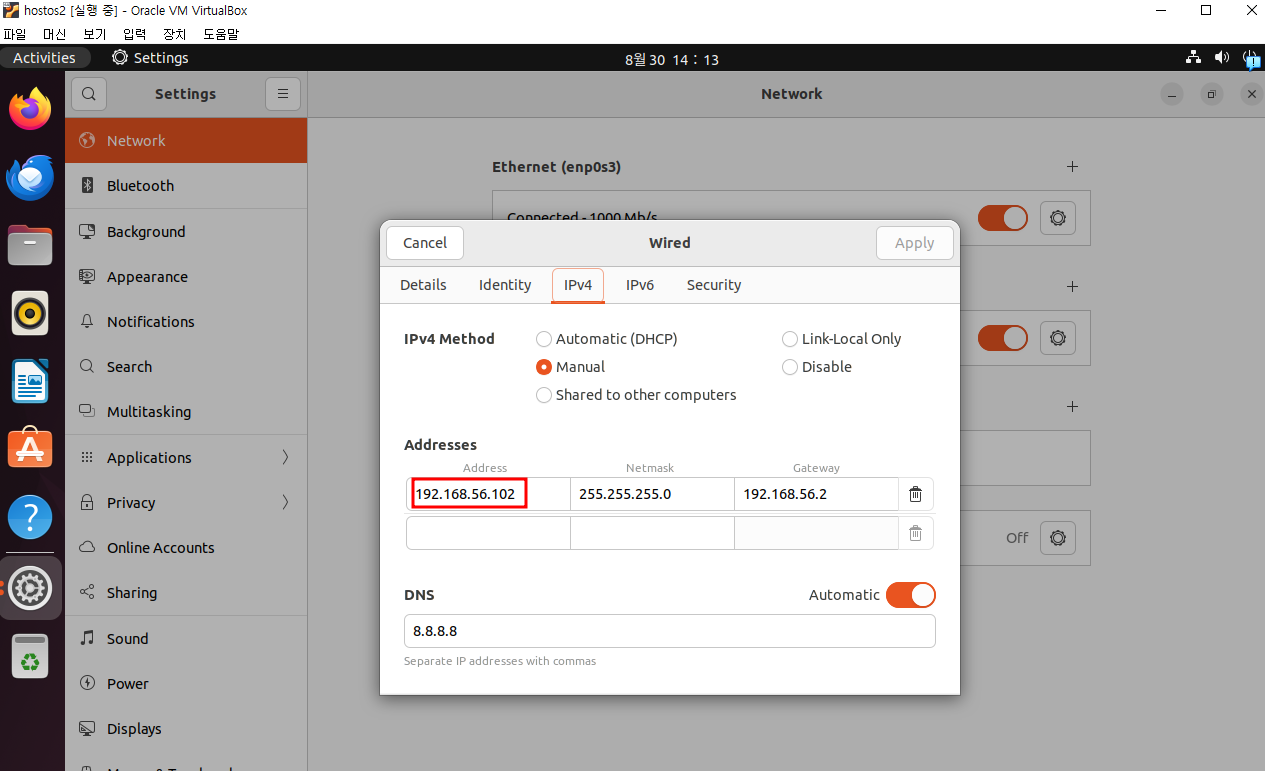 hostos2 [실행 중] - Oracle VM VirtualBox
파일 머신 보기 입력 장치 도움말
Activities Settings 8월 30 14 : 13
Settings Network
Network
Bluetooth
Background
Appearance
Notifications
Search
Multitasking
Applications
Privacy
Online Accounts
Sharing
Sound
Power
Displays
Ethernet (enp0s3)
Connected - 1000 Mb/s
Cancel Wired Apply
Details Identity IPv4 IPv6 Security
IPv4 Method Automatic (DHCP) Link-Local Only
Manual Disable
Shared to other computers
Addresses
Address Netmask Gateway
192.168.56.102 255.255.255.0 192.168.56.2
DNS Automatic
8.8.8.8
Separate IP addresses with commas
Off